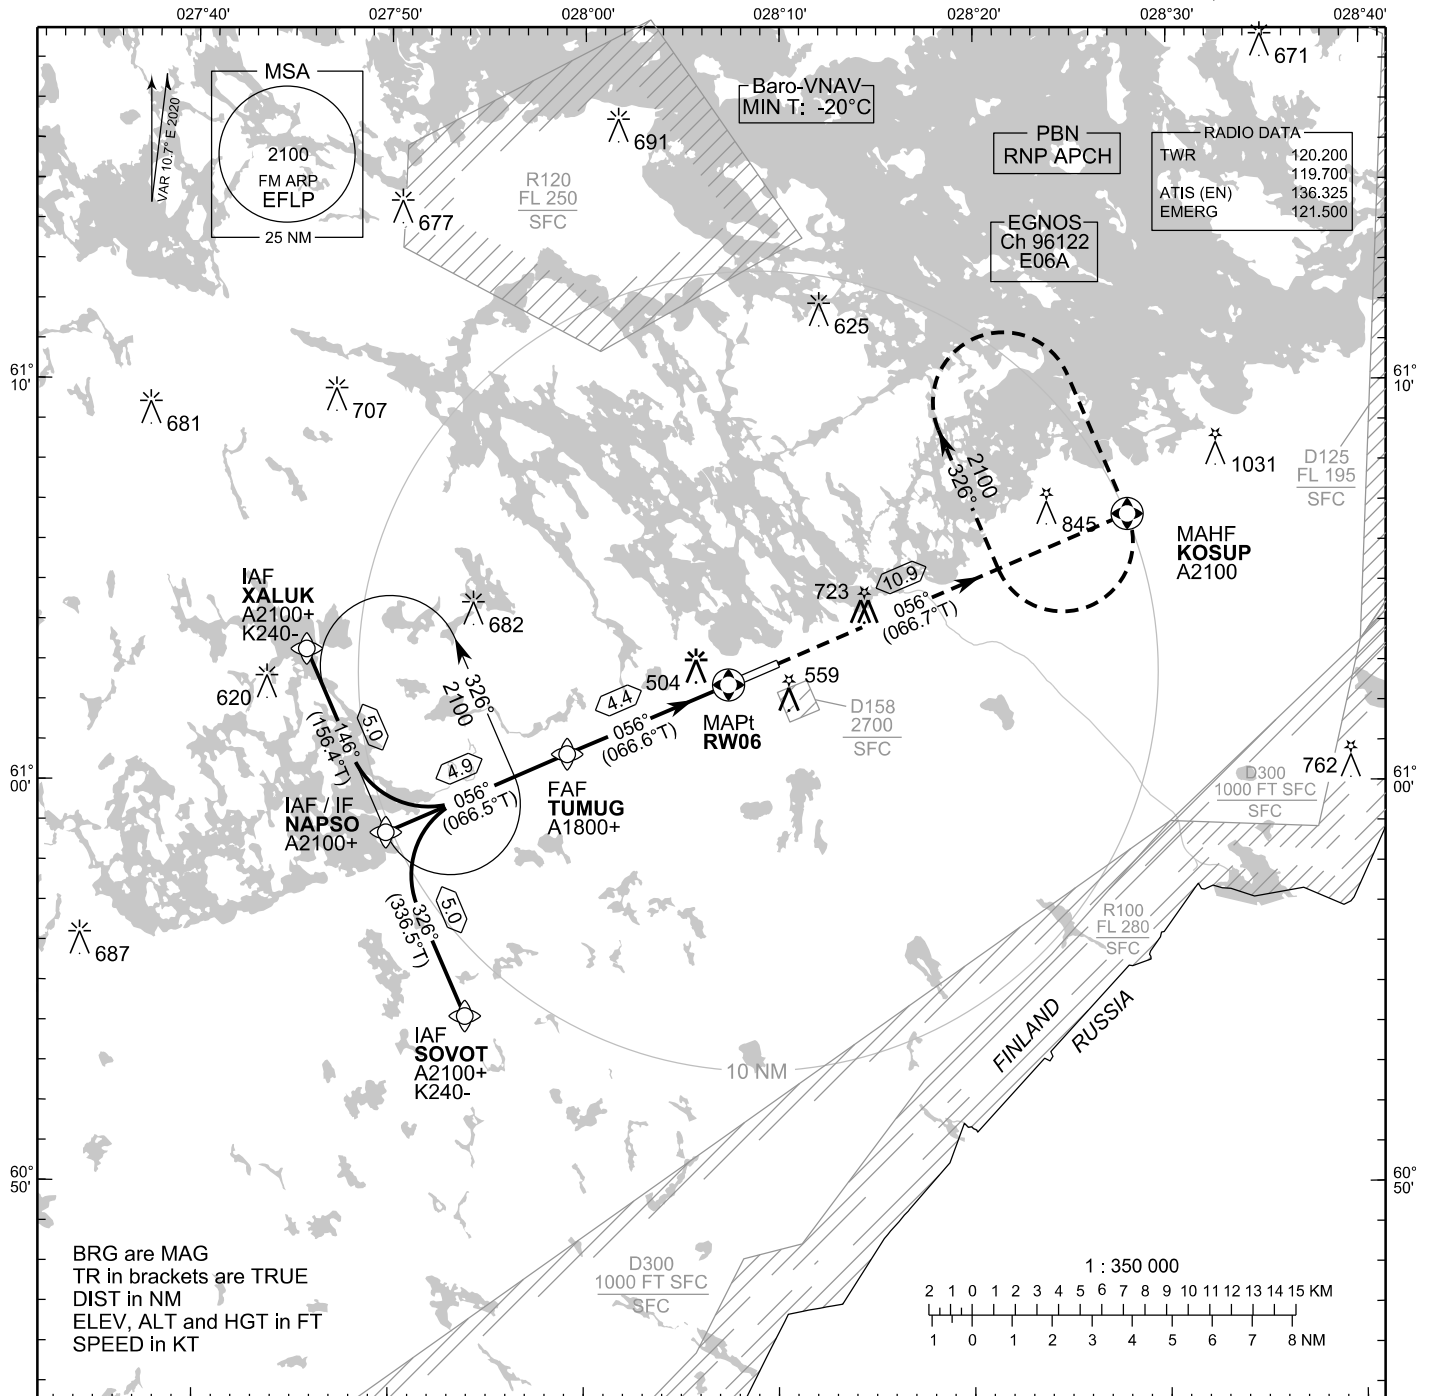 027°40'
027°50'
028°00'
028°10'
028°20'
028°30'
028°40'
671
VAR 10.7° E 2020
MSA
2100
FM ARP
EFLP
25 NM
Baro-VNAV
MIN T: -20°C
PBN
RNP APCH
RADIO DATA
TWR 120.200
119.700
ATIS (EN) 136.325
EMERG 121.500
EGNOS
Ch 96122
E06A
691
677
R120
FL 250
SFC
625
61°
10'
61°
10'
681
707
1031
D125
FL 195
SFC
2100
326°
845
MAHF
KOSUP
A2100
IAF
XALUK
A2100+
K240-
682
723
10.9
056°
(066.7°T)
620
504
559
326°
2100
4.4
056°
(066.6°T)
MAPt
RW06
D158
2700
SFC
5.0
146°
(156.4°T)
4.9
056°
(066.5°T)
FAF
TUMUG
A1800+
IAF / IF
NAPSO
A2100+
61°
00'
61°
00'
762
D300
1000 FT SFC
SFC
687
5.0
326°
(336.5°T)
R100
FL 280
SFC
IAF
SOVOT
A2100+
K240-
FINLAND
RUSSIA
10 NM
60°
50'
60°
50'
D300
1000 FT SFC
SFC
BRG are MAG
TR in brackets are TRUE
DIST in NM
ELEV, ALT and HGT in FT
SPEED in KT
1 : 350 000
2 1 0 1 2 3 4 5 6 7 8 9 10 11 12 13 14 15 KM
1 0 1 2 3 4 5 6 7 8 NM